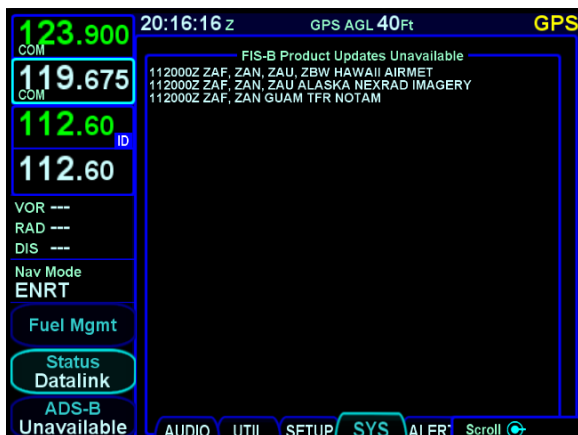 123.900
COM
119.675
COM
112.60
ID
112.60
VOR ---
RAD ---
DIS ---
Nav Mode
ENRT
Fuel Mgmt
Status
Datalink
ADS-B
Unavailable
20:16:16 Z GPS AGL 40Ft GPS
FIS-B Product Updates Unavailable
112000Z ZAF, ZAN, ZAU, ZBW HAWAII AIRMET
112000Z ZAF, ZAN, ZAU ALASKA NEXRAD IMAGERY
112000Z ZAF, ZAN GUAM TFR NOTAM
AUDIO UTIL SETUP SYS ALERT Scroll